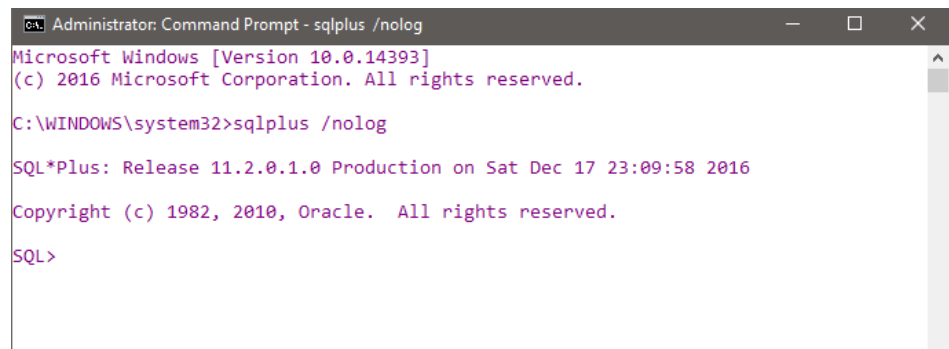 Administrator: Command Prompt - sqlplus /nolog
Microsoft Windows [Version 10.0.14393]
(c) 2016 Microsoft Corporation. All rights reserved.
C:\WINDOWS\system32>sqlplus /nolog
SQL*Plus: Release 11.2.0.1.0 Production on Sat Dec 17 23:09:58 2016
Copyright (c) 1982, 2010, Oracle.  All rights reserved.
SQL>